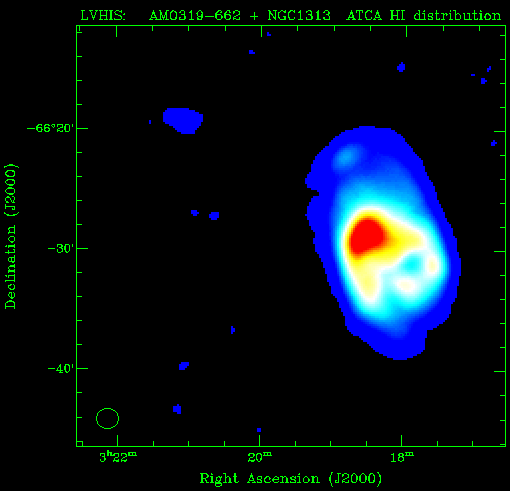 LVHIS: AM0319-662 + NGC1313 ATCA HI distribution
-66°20'
-30'
-40'
Declination (J2000)
3ʰ22ᵐ 20ᵐ 18ᵐ
Right Ascension (J2000)